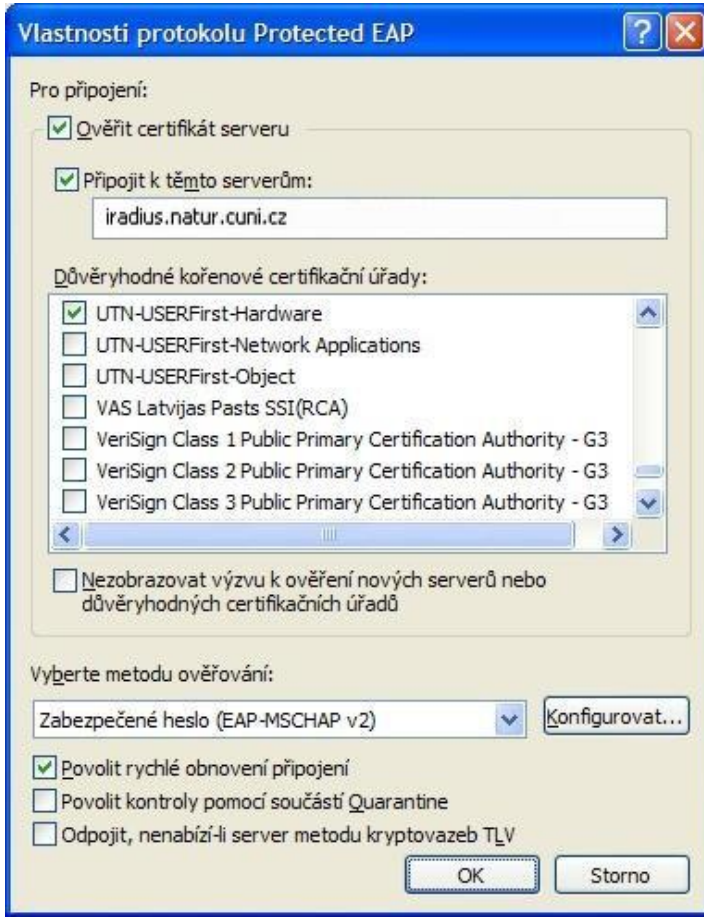 Vlastnosti protokolu Protected EAP
Pro připojení:
Ověřit certifikát serveru
Připojit k těmto serverům:
iradius.natur.cuni.cz
Důvěryhodné kořenové certifikační úřady:
UTN-USERFirst-Hardware
UTN-USERFirst-Network Applications
UTN-USERFirst-Object
VAS Latvijas Pasts SSI(RCA)
VeriSign Class 1 Public Primary Certification Authority - G3
VeriSign Class 2 Public Primary Certification Authority - G3
VeriSign Class 3 Public Primary Certification Authority - G3
Nezobrazovat výzvu k ověření nových serverů nebo
důvěryhodných certifikačních úřadů
Vyberte metodu ověřování:
Zabezpečené heslo (EAP-MSCHAP v2)
Konfigurovat...
Povolit rychlé obnovení připojení
Povolit kontroly pomocí součástí Quarantine
Odpojit, nenabízí-li server metodu kryptovazeb TLV
OK
Storno